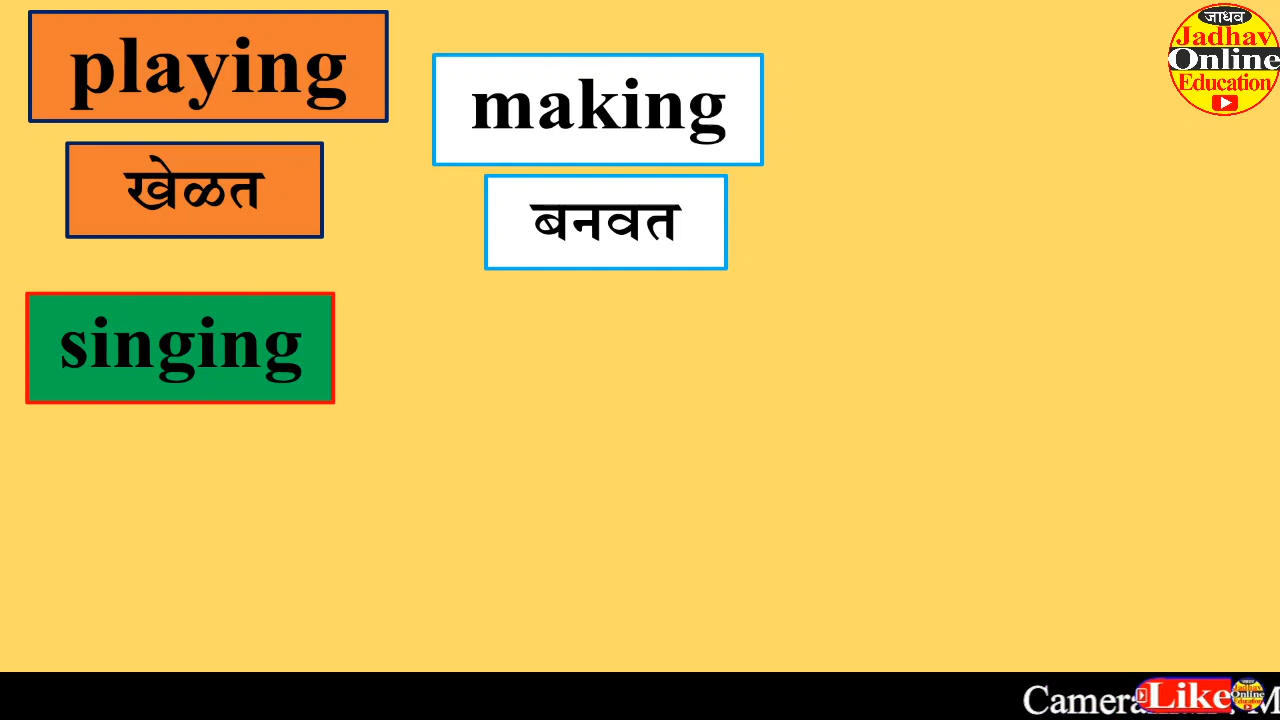 playing
खेळत
making
बनवत
singing
जाधव
Jadhav
Online
Education
Like